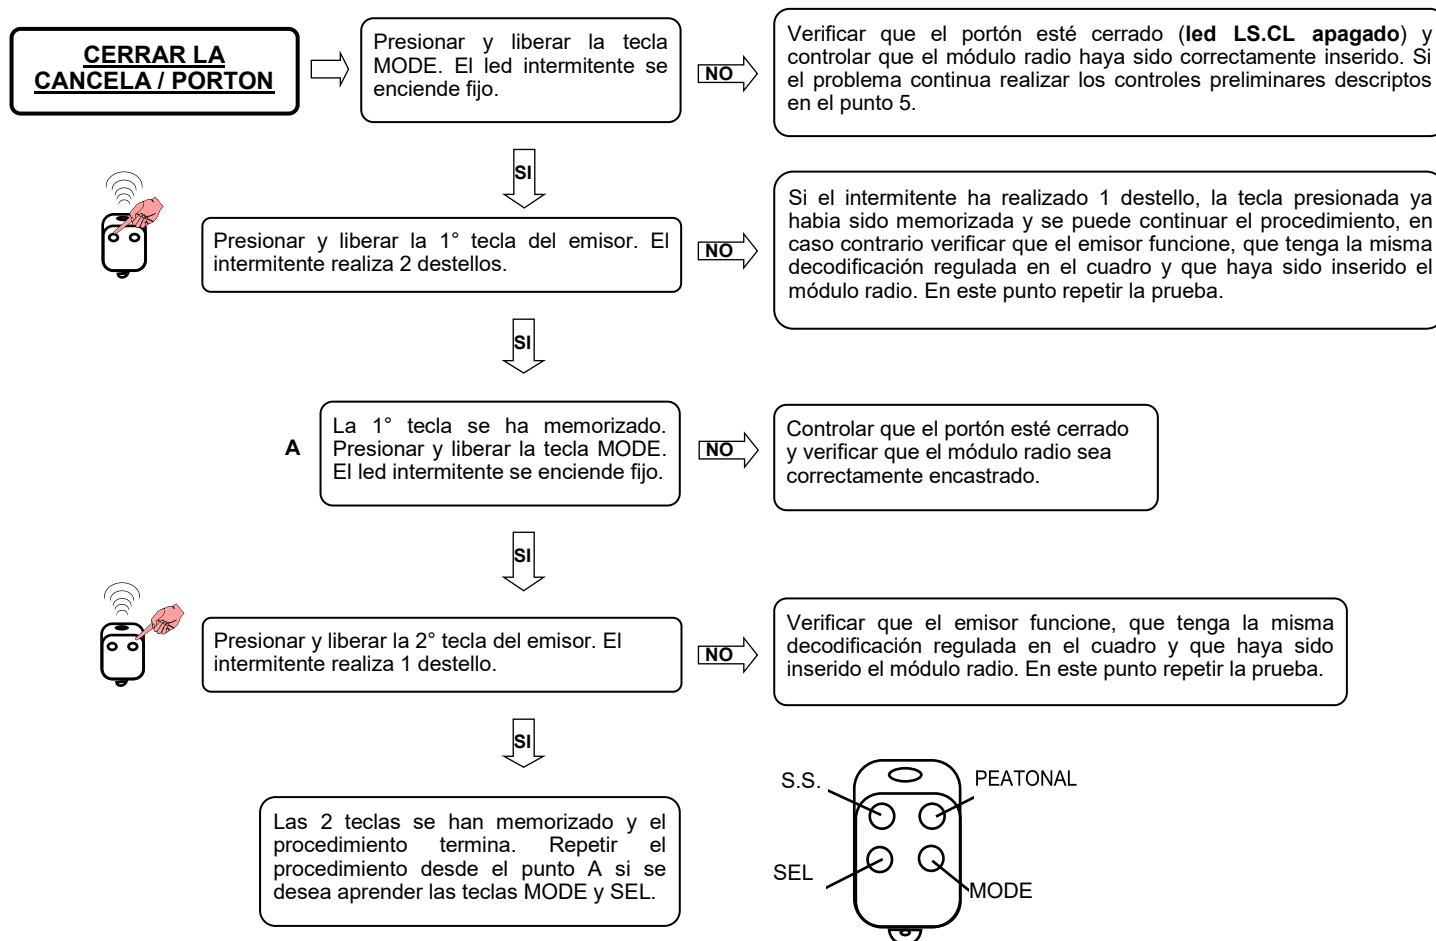 CERRAR LA
CANCELA / PORTON
Presionar y liberar la tecla
MODE. El led intermitente se
enciende fijo.
NO
Verificar que el portón esté cerrado (led LS.CL apagado) y
controlar que el módulo radio haya sido correctamente inserido. Si
el problema continua realizar los controles preliminares descriptos
en el punto 5.
SI
Presionar y liberar la 1° tecla del emisor. El
intermitente realiza 2 destellos.
NO
Si el intermitente ha realizado 1 destello, la tecla presionada ya
habia sido memorizada y se puede continuar el procedimiento, en
caso contrario verificar que el emisor funcione, que tenga la misma
decodificación regulada en el cuadro y que haya sido inserido el
módulo radio. En este punto repetir la prueba.
SI
A
La 1° tecla se ha memorizado.
Presionar y liberar la tecla MODE.
El led intermitente se enciende fijo.
NO
Controlar que el portón esté cerrado
y verificar que el módulo radio sea
correctamente encastrado.
SI
Presionar y liberar la 2° tecla del emisor. El
intermitente realiza 1 destello.
NO
Verificar que el emisor funcione, que tenga la misma
decodificación regulada en el cuadro y que haya sido
inserido el módulo radio. En este punto repetir la prueba.
SI
Las 2 teclas se han memorizado y el
procedimiento termina. Repetir el
procedimiento desde el punto A si se
desea aprender las teclas MODE y SEL.
S.S.
PEATONAL
SEL
MODE